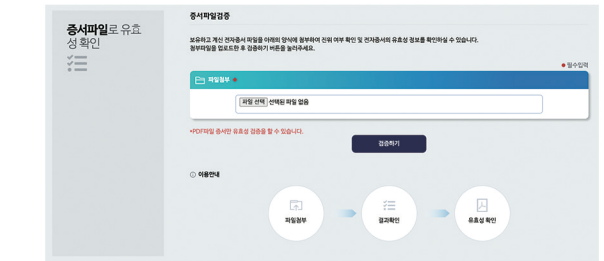 증서파일로 유효
성 확인
증서파일검증
보유하고 계신 전자증서 파일을 아래의 양식에 첨부하여 진위 여부 확인 및 전자증서의 유효성 정보를 확인하실 수 있습니다.
첨부파일을 업로드한 후 검증하기 버튼을 눌러주세요.
● 필수입력
파일첨부 ●
파일 선택 선택된 파일 없음
*PDF파일 증서만 유효성 검증을 할 수 있습니다.
검증하기
이용안내
파일첨부
결과확인
유효성 확인